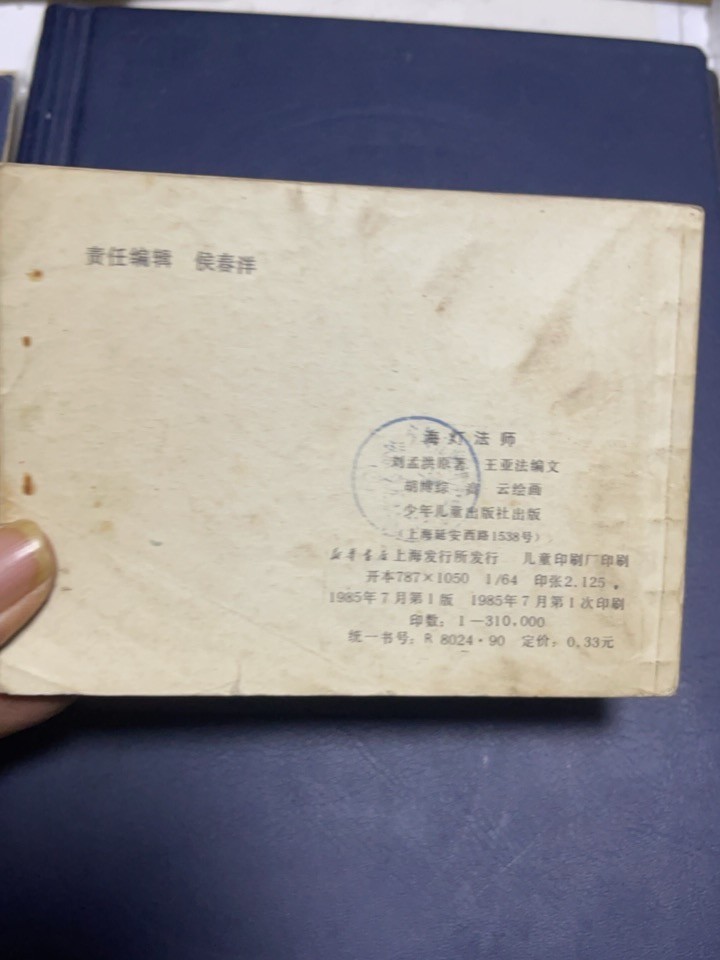 责任编辑 侯春洋
海灯法师
刘孟洪原著 王亚法编文
胡博综 高 云绘画
少年儿童出版社出版
(上海延安西路1538号)
新华书店上海发行所发行 儿童印刷厂印刷
开本787×1050 1/64 印张2.125
1985年7月第1版 1985年7月第1次印刷
印数:1—310,000
统一书号:R 8024·90 定价:0.33元